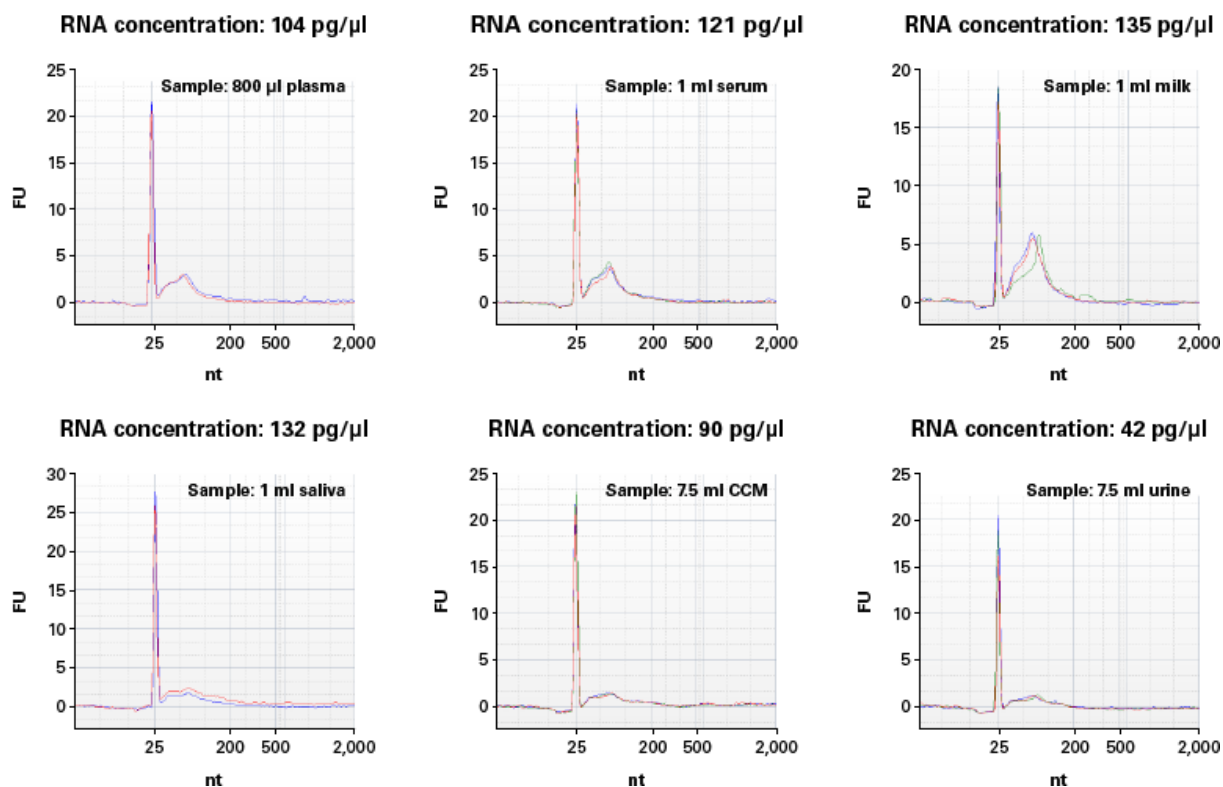 RNA concentration: 104 pg/µl
Sample: 800 µl plasma
25
20
15
10
5
0
FU
25 200 500 2,000
nt
RNA concentration: 121 pg/µl
Sample: 1 ml serum
25
20
15
10
5
0
FU
25 200 500 2,000
nt
RNA concentration: 135 pg/µl
Sample: 1 ml milk
20
15
10
5
0
FU
25 200 500 2,000
nt
RNA concentration: 132 pg/µl
Sample: 1 ml saliva
30
25
20
15
10
5
0
FU
25 200 500 2,000
nt
RNA concentration: 90 pg/µl
Sample: 7.5 ml CCM
25
20
15
10
5
0
FU
25 200 500 2,000
nt
RNA concentration: 42 pg/µl
Sample: 7.5 ml urine
25
20
15
10
5
0
FU
25 200 500 2,000
nt